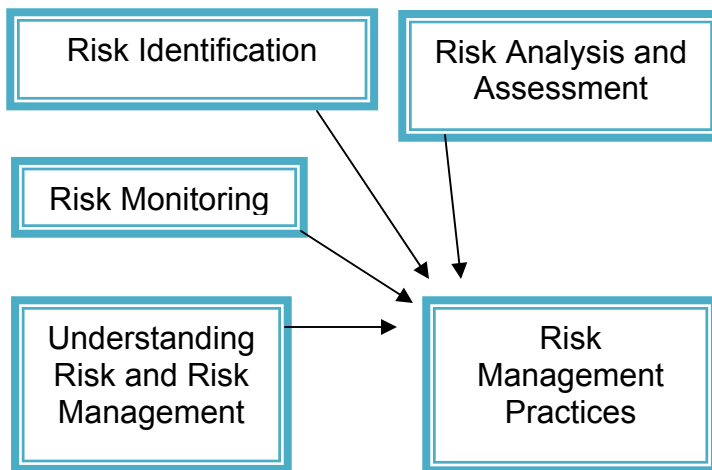 Risk Identification
Risk Analysis and
Assessment
Risk Monitoring
Understanding
Risk and Risk
Management
Risk
Management
Practices